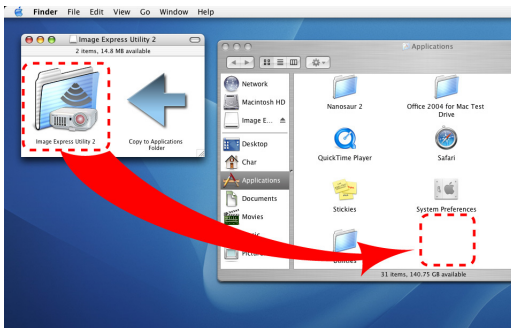 Finder File Edit View Go Window Help
Image Express Utility 2
2 items, 14.8 MB available
Image Express Utility 2
Copy to Applications
Folder
Applications
Network
Macintosh HD
Image E...
Desktop
Char
Applications
Documents
Movies
Nanosaur 2
Office 2004 for Mac Test
Drive
QuickTime Player
Safari
Stickies
System Preferences
31 items, 140.75 GB available